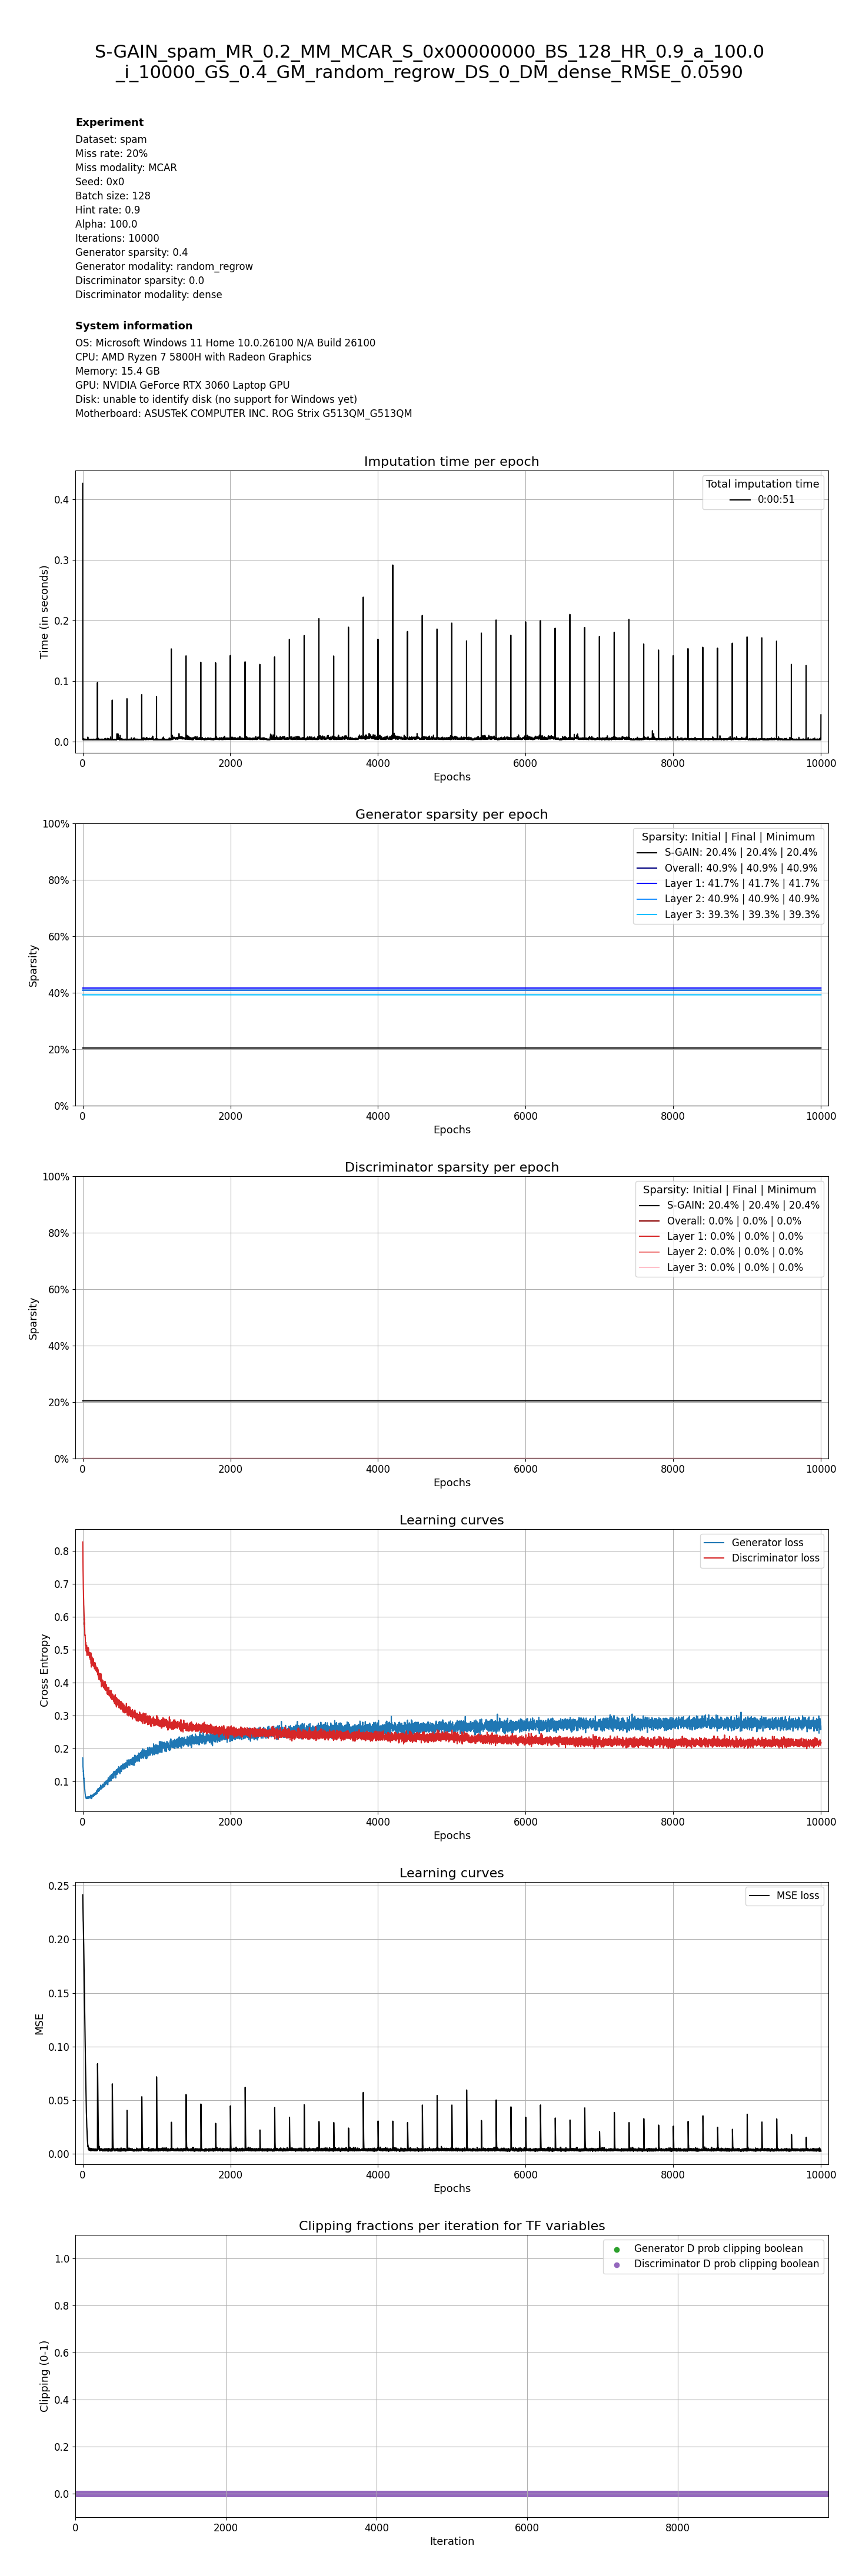 S-GAIN_spam_MR_0.2_MM_MCAR_S_0x00000000_BS_128_HR_0.9_a_100.0
_i_10000_GS_0.4_GM_random_regrow_DS_0_DM_dense_RMSE_0.0590
Experiment
Dataset: spam
Miss rate: 20%
Miss modality: MCAR
Seed: 0x0
Batch size: 128
Hint rate: 0.9
Alpha: 100.0
Iterations: 10000
Generator sparsity: 0.4
Generator modality: random_regrow
Discriminator sparsity: 0.0
Discriminator modality: dense
System information
OS: Microsoft Windows 11 Home 10.0.26100 N/A Build 26100
CPU: AMD Ryzen 7 5800H with Radeon Graphics
Memory: 15.4 GB
GPU: NVIDIA GeForce RTX 3060 Laptop GPU
Disk: unable to identify disk (no support for Windows yet)
Motherboard: ASUSTeK COMPUTER INC. ROG Strix G513QM_G513QM
Imputation time per epoch
Total imputation time
0:00:51
0.4
0.3
0.2
0.1
0.0
Time (in seconds)
0 2000 4000 6000 8000 10000
Epochs
Generator sparsity per epoch
Sparsity: Initial | Final | Minimum
S-GAIN: 20.4% | 20.4% | 20.4%
Overall: 40.9% | 40.9% | 40.9%
Layer 1: 41.7% | 41.7% | 41.7%
Layer 2: 40.9% | 40.9% | 40.9%
Layer 3: 39.3% | 39.3% | 39.3%
100%
80%
60%
40%
20%
0%
Sparsity
0 2000 4000 6000 8000 10000
Epochs
Discriminator sparsity per epoch
Sparsity: Initial | Final | Minimum
S-GAIN: 20.4% | 20.4% | 20.4%
Overall: 0.0% | 0.0% | 0.0%
Layer 1: 0.0% | 0.0% | 0.0%
Layer 2: 0.0% | 0.0% | 0.0%
Layer 3: 0.0% | 0.0% | 0.0%
100%
80%
60%
40%
20%
0%
Sparsity
0 2000 4000 6000 8000 10000
Epochs
Learning curves
Generator loss
Discriminator loss
0.8
0.7
0.6
0.5
0.4
0.3
0.2
0.1
Cross Entropy
0 2000 4000 6000 8000 10000
Epochs
Learning curves
MSE loss
0.25
0.20
0.15
0.10
0.05
0.00
MSE
0 2000 4000 6000 8000 10000
Epochs
Clipping fractions per iteration for TF variables
Generator D prob clipping boolean
Discriminator D prob clipping boolean
1.0
0.8
0.6
0.4
0.2
0.0
Clipping (0-1)
0 2000 4000 6000 8000
Iteration